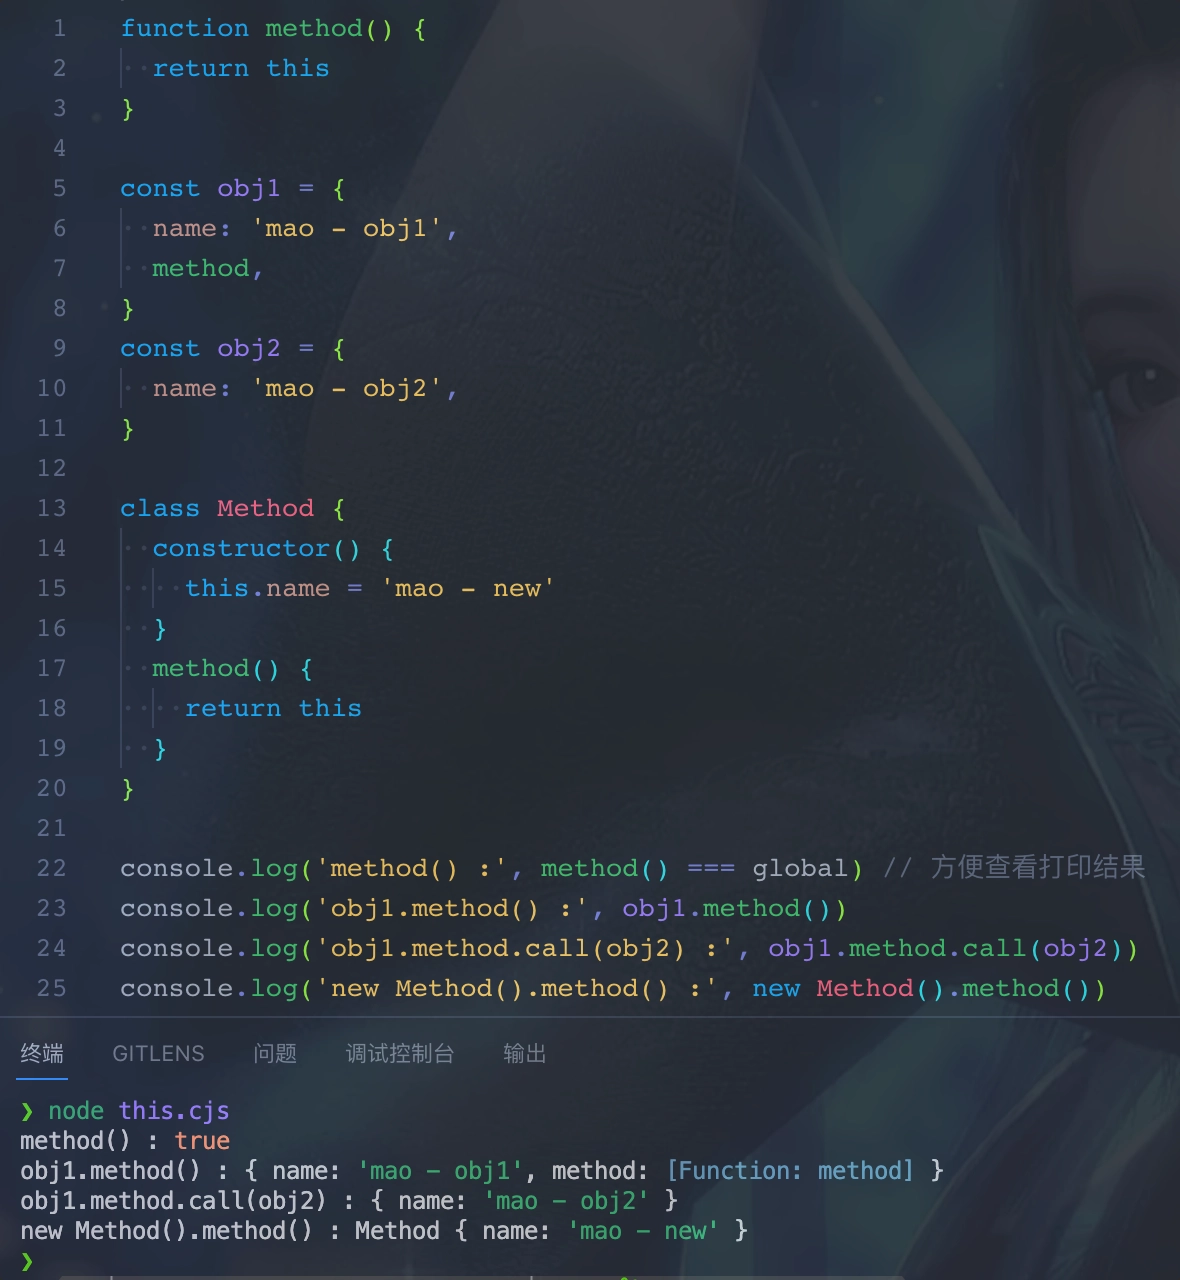 1 function method() {
2 return this
3 }
4
5 const obj1 = {
6 name: 'mao - obj1',
7 method,
8 }
9 const obj2 = {
10 name: 'mao - obj2',
11 }
12
13 class Method {
14 constructor() {
15 this.name = 'mao - new'
16 }
17 method() {
18 return this
19 }
20 }
21
22 console.log('method() :', method() === global) // 方便查看打印结果
23 console.log('obj1.method() :', obj1.method())
24 console.log('obj1.method.call(obj2) :', obj1.method.call(obj2))
25 console.log('new Method().method() :', new Method().method())
终端 GITLENS 问题 调试控制台 输出
❯ node this.cjs
method() : true
obj1.method() : { name: 'mao - obj1', method: [Function: method] }
obj1.method.call(obj2) : { name: 'mao - obj2' }
new Method().method() : Method { name: 'mao - new' }
❯